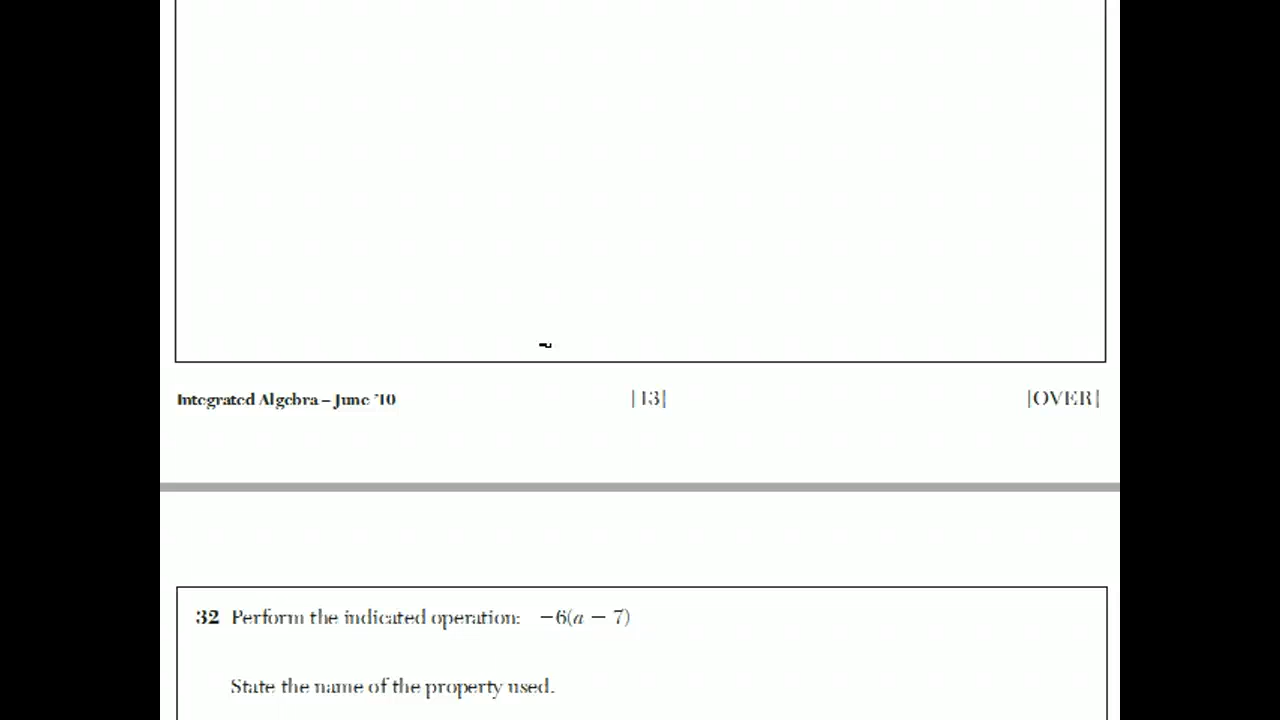 Integrated Algebra – June ’10 [13] [OVER]
32 Perform the indicated operation: −6(a − 7)
State the name of the property used.